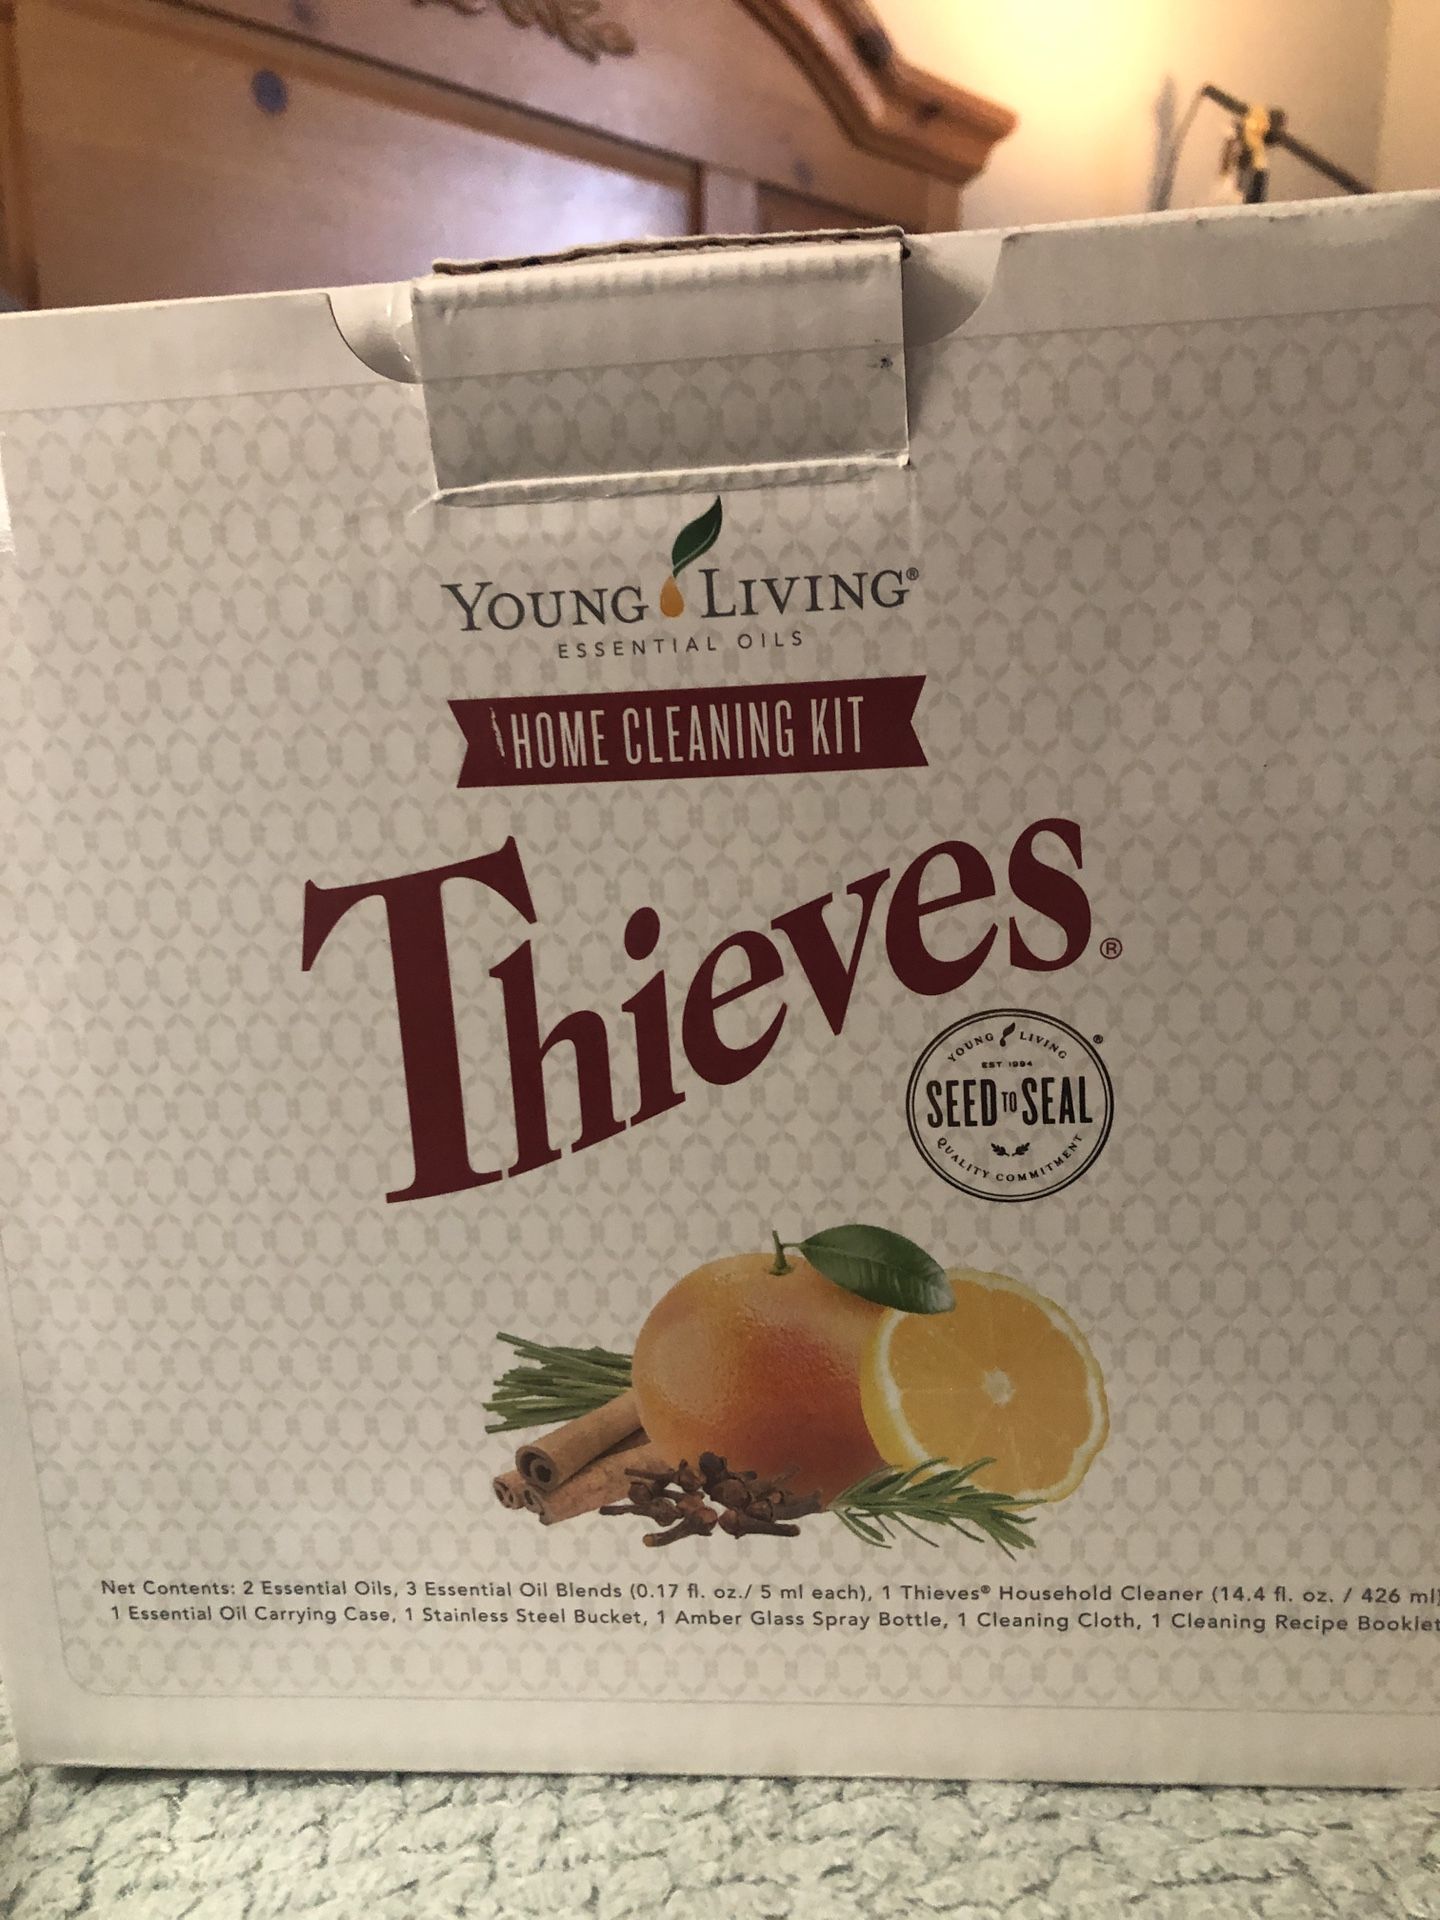 YOUNG LIVING®
ESSENTIAL OILS
HOME CLEANING KIT
Thieves®
YOUNG LIVING ®
EST 1994
SEED TO SEAL
QUALITY COMMITMENT
Net Contents: 2 Essential Oils, 3 Essential Oil Blends (0.17 fl. oz./ 5 ml each), 1 Thieves® Household Cleaner (14.4 fl. oz. / 426 ml)
1 Essential Oil Carrying Case, 1 Stainless Steel Bucket, 1 Amber Glass Spray Bottle, 1 Cleaning Cloth, 1 Cleaning Recipe Booklet